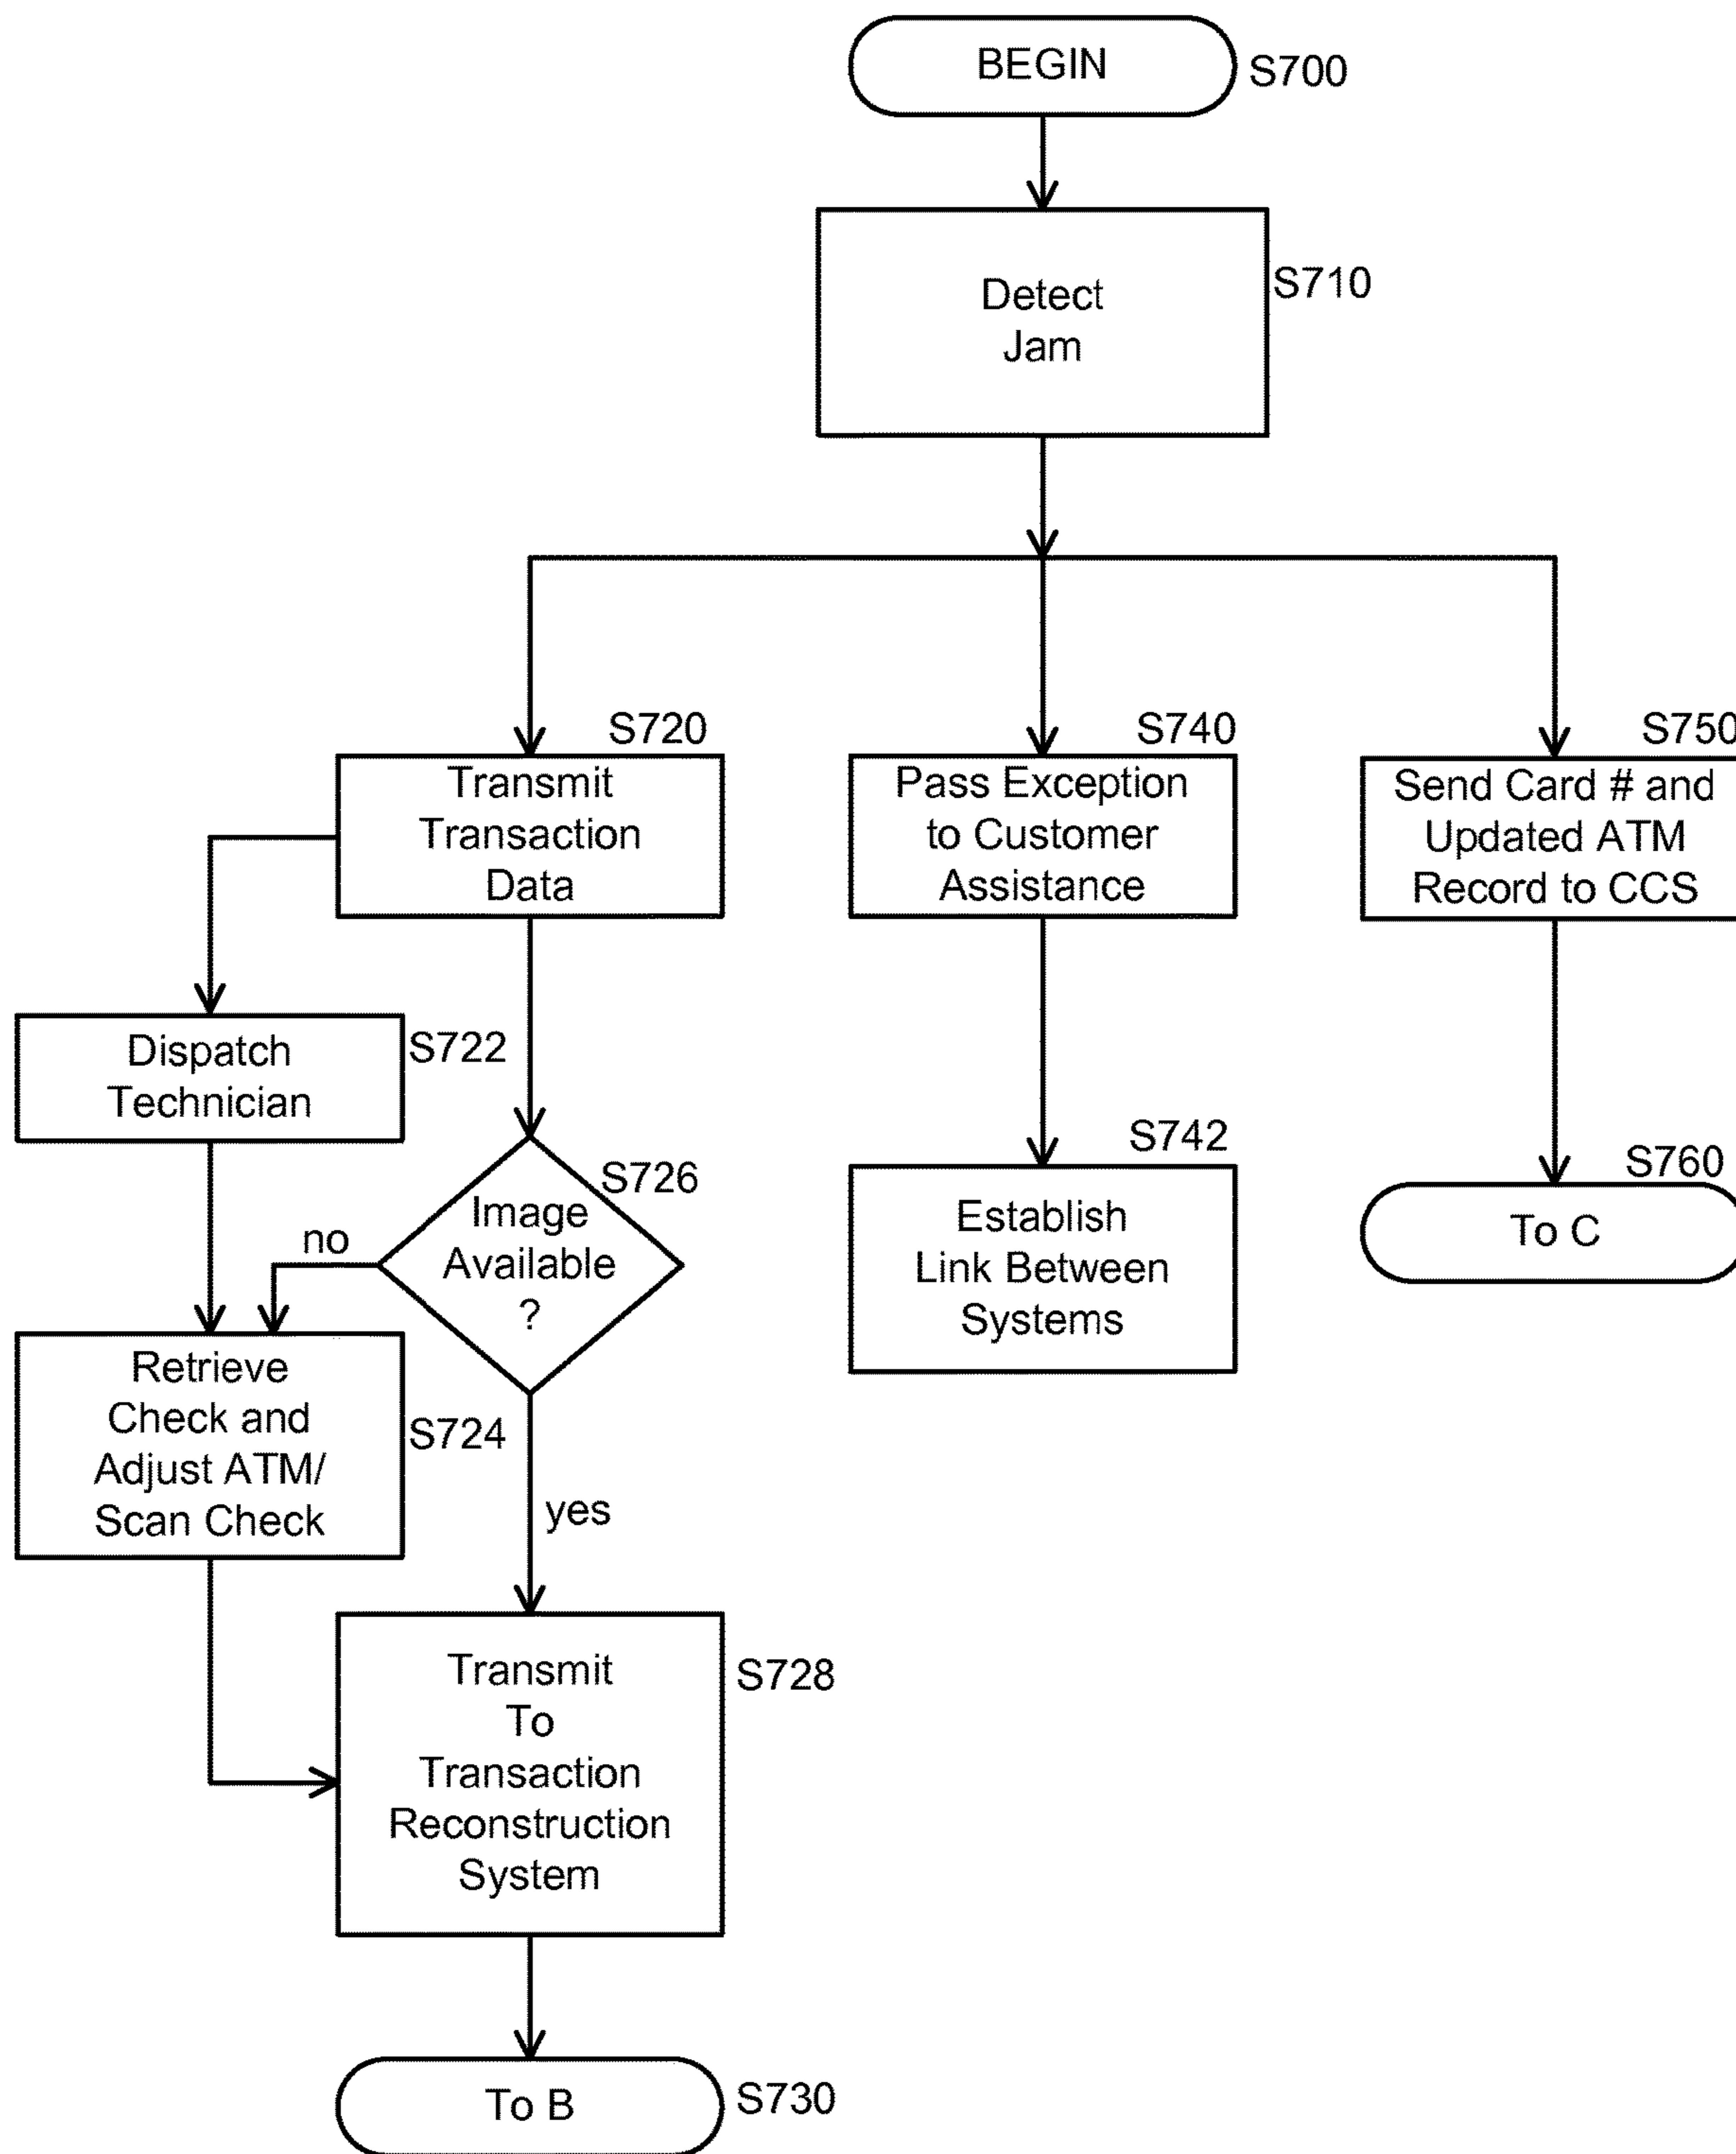 BEGIN
S700
Detect
Jam
S710
S720
Transmit
Transaction
Data
S740
Pass Exception
to Customer
Assistance
S750
Send Card # and
Updated ATM
Record to CCS
Dispatch
Technician
S722
S726
Image
Available
?
no
yes
S742
Establish
Link Between
Systems
S760
To C
Retrieve
Check and
Adjust ATM/
Scan Check
S724
Transmit
To
Transaction
Reconstruction
System
S728
To B
S730